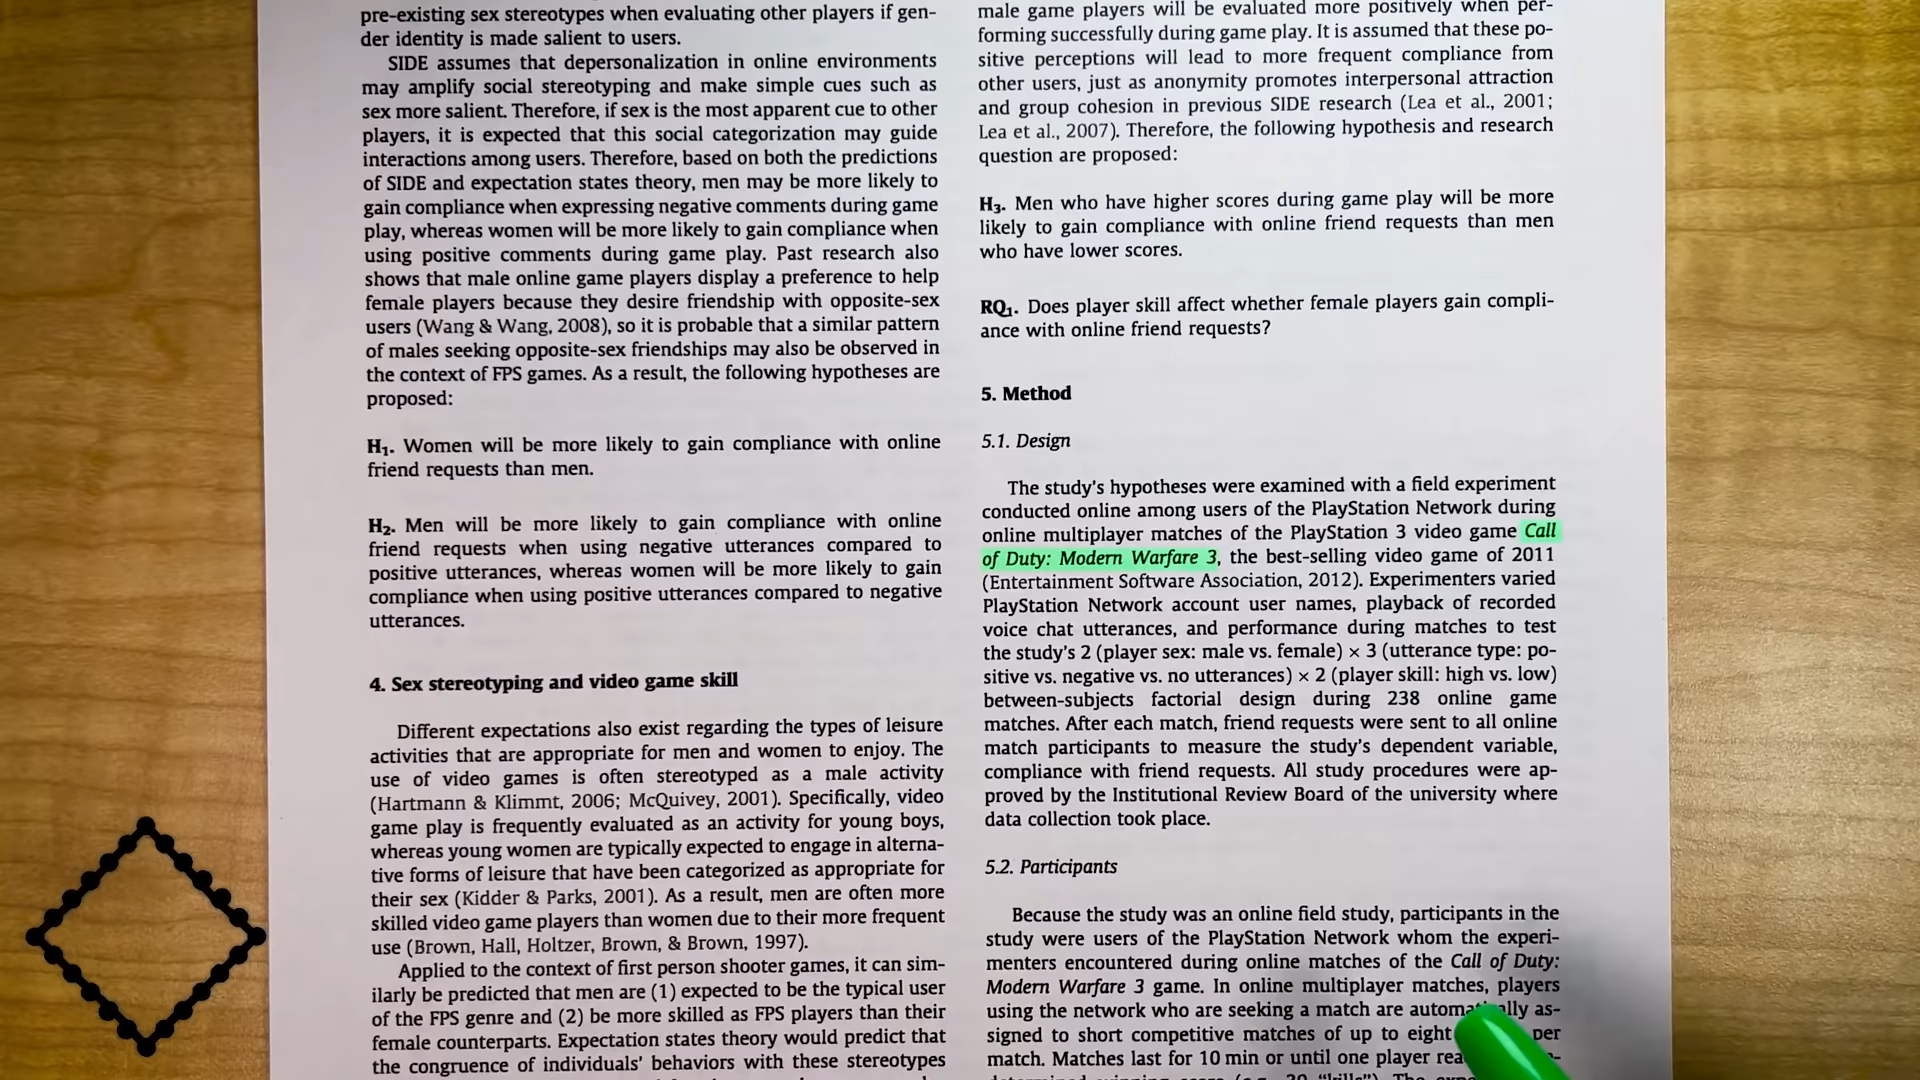 pre-existing sex stereotypes when evaluating other players if gen-
der identity is made salient to users.
SIDE assumes that depersonalization in online environments
may amplify social stereotyping and make simple cues such as
sex more salient. Therefore, if sex is the most apparent cue to other
players, it is expected that this social categorization may guide
interactions among users. Therefore, based on both the predictions
of SIDE and expectation states theory, men may be more likely to
gain compliance when expressing negative comments during game
play, whereas women will be more likely to gain compliance when
using positive comments during game play. Past research also
shows that male online game players display a preference to help
female players because they desire friendship with opposite-sex
users (Wang & Wang, 2008), so it is probable that a similar pattern
of males seeking opposite-sex friendships may also be observed in
the context of FPS games. As a result, the following hypotheses are
proposed:
H1. Women will be more likely to gain compliance with online
friend requests than men.
H2. Men will be more likely to gain compliance with online
friend requests when using negative utterances compared to
positive utterances, whereas women will be more likely to gain
compliance when using positive utterances compared to negative
utterances.
4. Sex stereotyping and video game skill
Different expectations also exist regarding the types of leisure
activities that are appropriate for men and women to enjoy. The
use of video games is often stereotyped as a male activity
(Hartmann & Klimmt, 2006; McQuivey, 2001). Specifically, video
game play is frequently evaluated as an activity for young boys,
whereas young women are typically expected to engage in alterna-
tive forms of leisure that have been categorized as appropriate for
their sex (Kidder & Parks, 2001). As a result, men are often more
skilled video game players than women due to their more frequent
use (Brown, Hall, Holtzer, Brown, & Brown, 1997).
Applied to the context of first person shooter games, it can sim-
ilarly be predicted that men are (1) expected to be the typical user
of the FPS genre and (2) be more skilled as FPS players than their
female counterparts. Expectation states theory would predict that
the congruence of individuals' behaviors with these stereotypes
male game players will be evaluated more positively when per-
forming successfully during game play. It is assumed that these po-
sitive perceptions will lead to more frequent compliance from
other users, just as anonymity promotes interpersonal attraction
and group cohesion in previous SIDE research (Lea et al., 2001;
Lea et al., 2007). Therefore, the following hypothesis and research
question are proposed:
H3. Men who have higher scores during game play will be more
likely to gain compliance with online friend requests than men
who have lower scores.
RQ1. Does player skill affect whether female players gain compli-
ance with online friend requests?
5. Method
5.1. Design
The study's hypotheses were examined with a field experiment
conducted online among users of the PlayStation Network during
online multiplayer matches of the PlayStation 3 video game Call
of Duty: Modern Warfare 3, the best-selling video game of 2011
(Entertainment Software Association, 2012). Experimenters varied
PlayStation Network account user names, playback of recorded
voice chat utterances, and performance during matches to test
the study's 2 (player sex: male vs. female) × 3 (utterance type: po-
sitive vs. negative vs. no utterances) × 2 (player skill: high vs. low)
between-subjects factorial design during 238 online game
matches. After each match, friend requests were sent to all online
match participants to measure the study's dependent variable,
compliance with friend requests. All study procedures were ap-
proved by the Institutional Review Board of the university where
data collection took place.
5.2. Participants
Because the study was an online field study, participants in the
study were users of the PlayStation Network whom the experi-
menters encountered during online matches of the Call of Duty:
Modern Warfare 3 game. In online multiplayer matches, players
using the network who are seeking a match are automatically as-
signed to short competitive matches of up to eight per
match. Matches last for 10 min or until one player